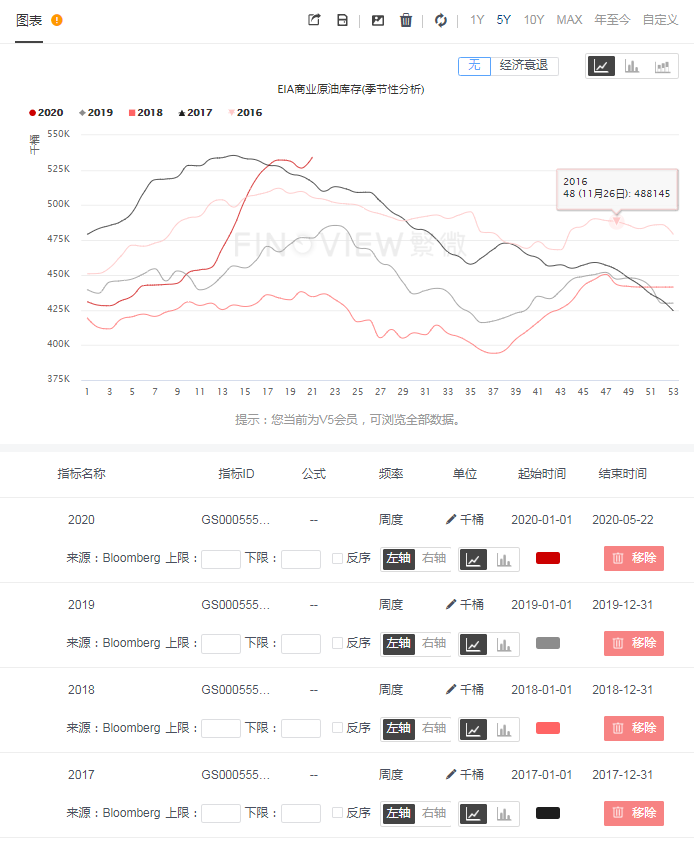 图表 ! 1Y 5Y 10Y MAX 年至今 自定义
无 经济衰退
EIA商业原油库存(季节性分析)
2020 2019 2018 2017 2016
千桶
550K
525K
500K
475K
450K
425K
400K
375K
2016
48 (11月26日): 488145
FINOVIEW 聚微
1 3 5 7 9 11 13 15 17 19 21 23 25 27 29 31 33 35 37 39 41 43 45 47 49 51 53
提示：您当前为V5会员，可浏览全部数据。
指标名称 指标ID 公式 频率 单位 起始时间 结束时间
2020 GS000555... -- 周度 千桶 2020-01-01 2020-05-22
来源：Bloomberg 上限： 下限： 反序 左轴 右轴 移除
2019 GS000555... -- 周度 千桶 2019-01-01 2019-12-31
来源：Bloomberg 上限： 下限： 反序 左轴 右轴 移除
2018 GS000555... -- 周度 千桶 2018-01-01 2018-12-31
来源：Bloomberg 上限： 下限： 反序 左轴 右轴 移除
2017 GS000555... -- 周度 千桶 2017-01-01 2017-12-31
来源：Bloomberg 上限： 下限： 反序 左轴 右轴 移除